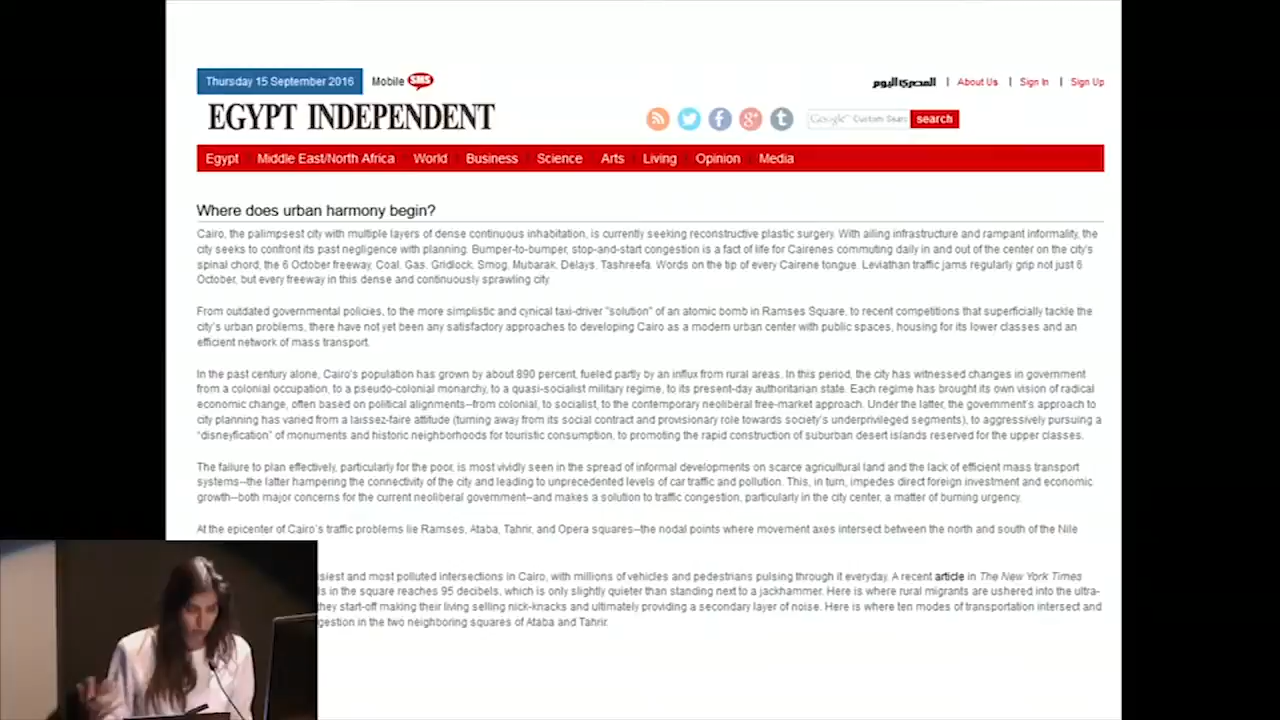 Thursday 15 September 2016 Mobile SMS المصري اليوم | About Us | Sign In | Sign Up
EGYPT INDEPENDENT
Google™ Custom Sear search
Egypt Middle East/North Africa World Business Science Arts Living Opinion Media
Where does urban harmony begin?
Cairo, the palimpsest city with multiple layers of dense continuous inhabitation, is currently seeking reconstructive plastic surgery. With ailing infrastructure and rampant informality, the
city seeks to confront its past negligence with planning. Bumper-to-bumper, stop-and-start congestion is a fact of life for Cairenes commuting daily in and out of the center on the city's
spinal chord, the 6 October freeway. Coal. Gas. Gridlock. Smog. Mubarak. Delays. Tashreefa. Words on the tip of every Cairene tongue. Leviathan traffic jams regularly grip not just 6
October, but every freeway in this dense and continuously sprawling city.
From outdated governmental policies, to the more simplistic and cynical taxi-driver "solution" of an atomic bomb in Ramses Square, to recent competitions that superficially tackle the
city's urban problems, there have not yet been any satisfactory approaches to developing Cairo as a modern urban center with public spaces, housing for its lower classes and an
efficient network of mass transport.
In the past century alone, Cairo's population has grown by about 890 percent, fueled partly by an influx from rural areas. In this period, the city has witnessed changes in government
from a colonial occupation, to a pseudo-colonial monarchy, to a quasi-socialist military regime, to its present-day authoritarian state. Each regime has brought its own vision of radical
economic change, often based on political alignments--from colonial, to socialist, to the contemporary neoliberal free-market approach. Under the latter, the government's approach to
city planning has varied from a laissez-faire attitude (turning away from its social contract and provisionary role towards society's underprivileged segments), to aggressively pursuing a
"disneyfication" of monuments and historic neighborhoods for touristic consumption, to promoting the rapid construction of suburban desert islands reserved for the upper classes.
The failure to plan effectively, particularly for the poor, is most vividly seen in the spread of informal developments on scarce agricultural land and the lack of efficient mass transport
systems--the latter hampering the connectivity of the city and leading to unprecedented levels of car traffic and pollution. This, in turn, impedes direct foreign investment and economic
growth--both major concerns for the current neoliberal government--and makes a solution to traffic congestion, particularly in the city center, a matter of burning urgency.
At the epicenter of Cairo's traffic problems lie Ramses, Ataba, Tahrir, and Opera squares--the nodal points where movement axes intersect between the north and south of the Nile
siest and most polluted intersections in Cairo, with millions of vehicles and pedestrians pulsing through it everyday. A recent article in The New York Times
ls in the square reaches 95 decibels, which is only slightly quieter than standing next to a jackhammer. Here is where rural migrants are ushered into the ultra-
hey start-off making their living selling nick-knacks and ultimately providing a secondary layer of noise. Here is where ten modes of transportation intersect and
gestion in the two neighboring squares of Ataba and Tahrir.